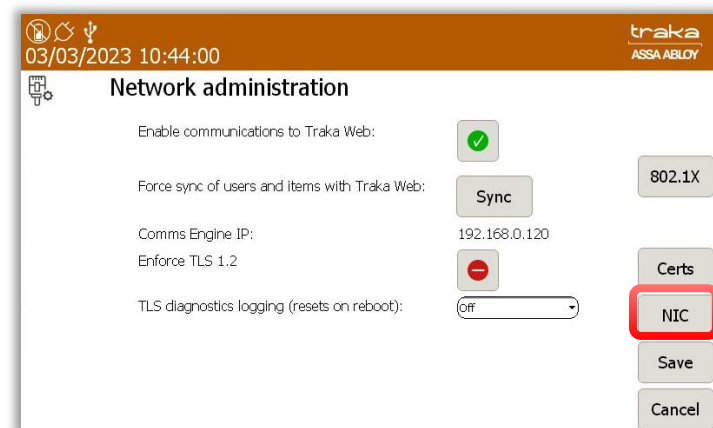 traka
03/03/2023 10:44:00
ASSA ABLOY
Network administration
Enable communications to Traka Web:
802.1X
Force sync of users and items with Traka Web:
Sync
Comms Engine IP:
192.168.0.120
Enforce TLS 1.2
Certs
TLS diagnostics logging (resets on reboot):
Off
NIC
Save
Cancel